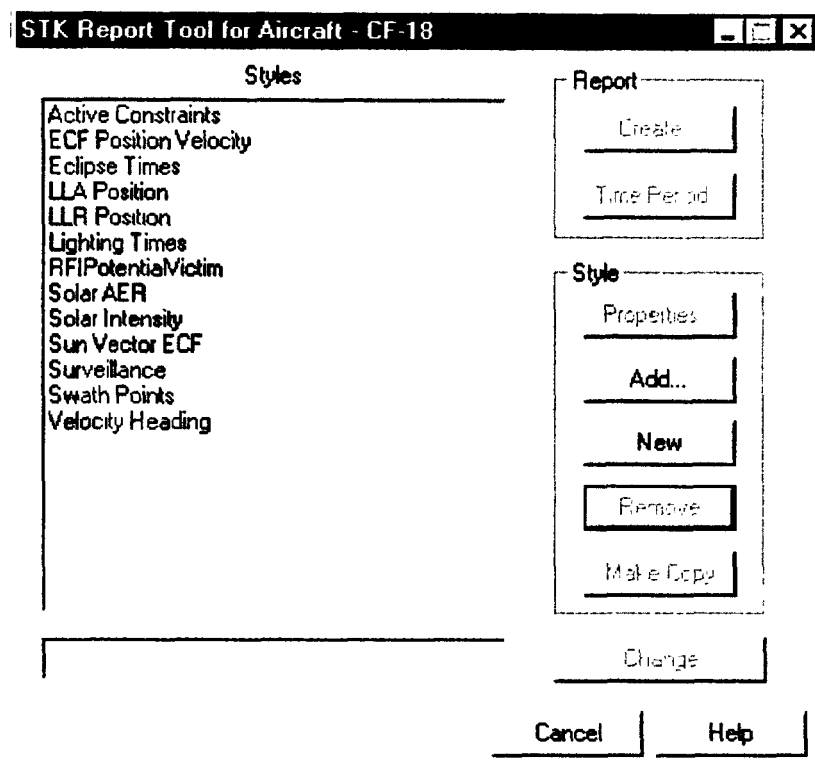 STK Report Tool for Aircraft - CF-18
Styles
Active Constraints
ECF Position Velocity
Eclipse Times
LLA Position
LLR Position
Lighting Times
RFIPotentialVictim
Solar AER
Solar Intensity
Sun Vector ECF
Surveillance
Swath Points
Velocity Heading
Report
Create
Time Period
Style
Properties
Add...
New
Remove
Make Copy
Change
Cancel
Help